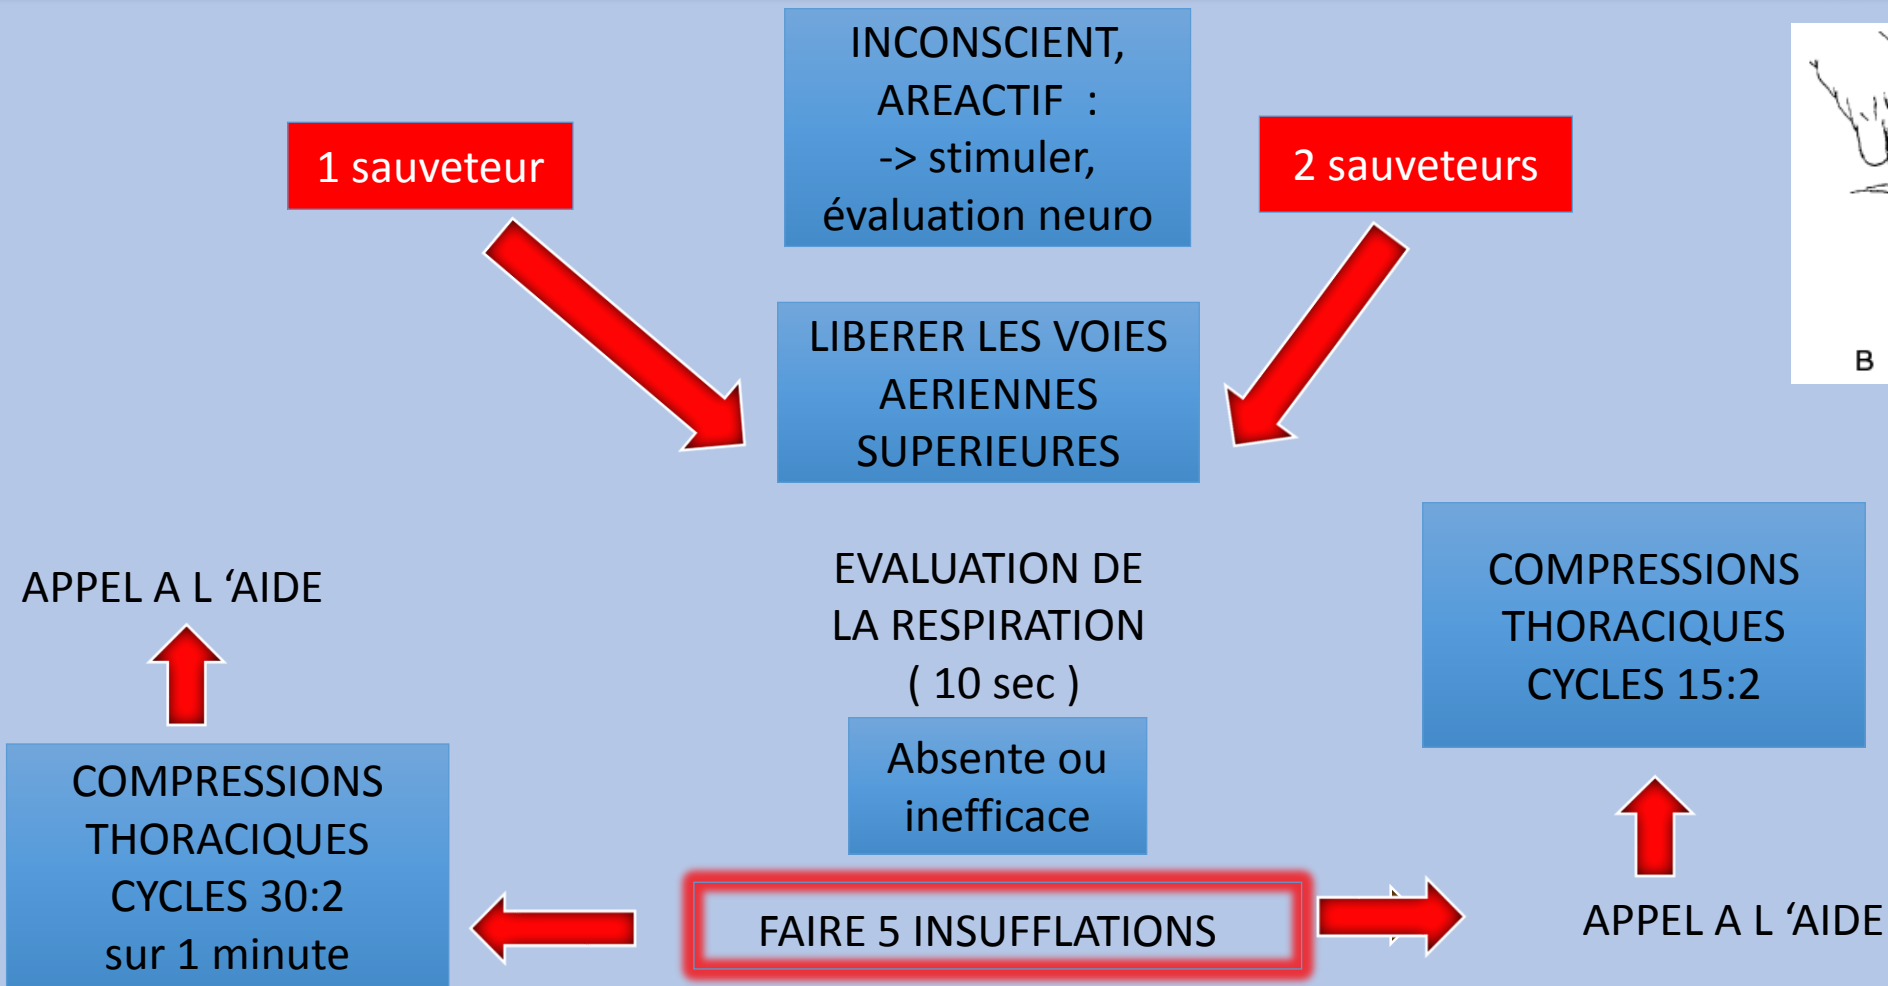 INCONSCIENT,
AREACTIF :
-> stimuler,
évaluation neuro
1 sauveteur
2 sauveteurs
LIBERER LES VOIES
AERIENNES
SUPERIEURES
B
EVALUATION DE
LA RESPIRATION
( 10 sec )
Absente ou
inefficace
FAIRE 5 INSUFFLATIONS
APPEL A L ‘AIDE
COMPRESSIONS
THORACIQUES
CYCLES 30:2
sur 1 minute
COMPRESSIONS
THORACIQUES
CYCLES 15:2
APPEL A L ‘AIDE